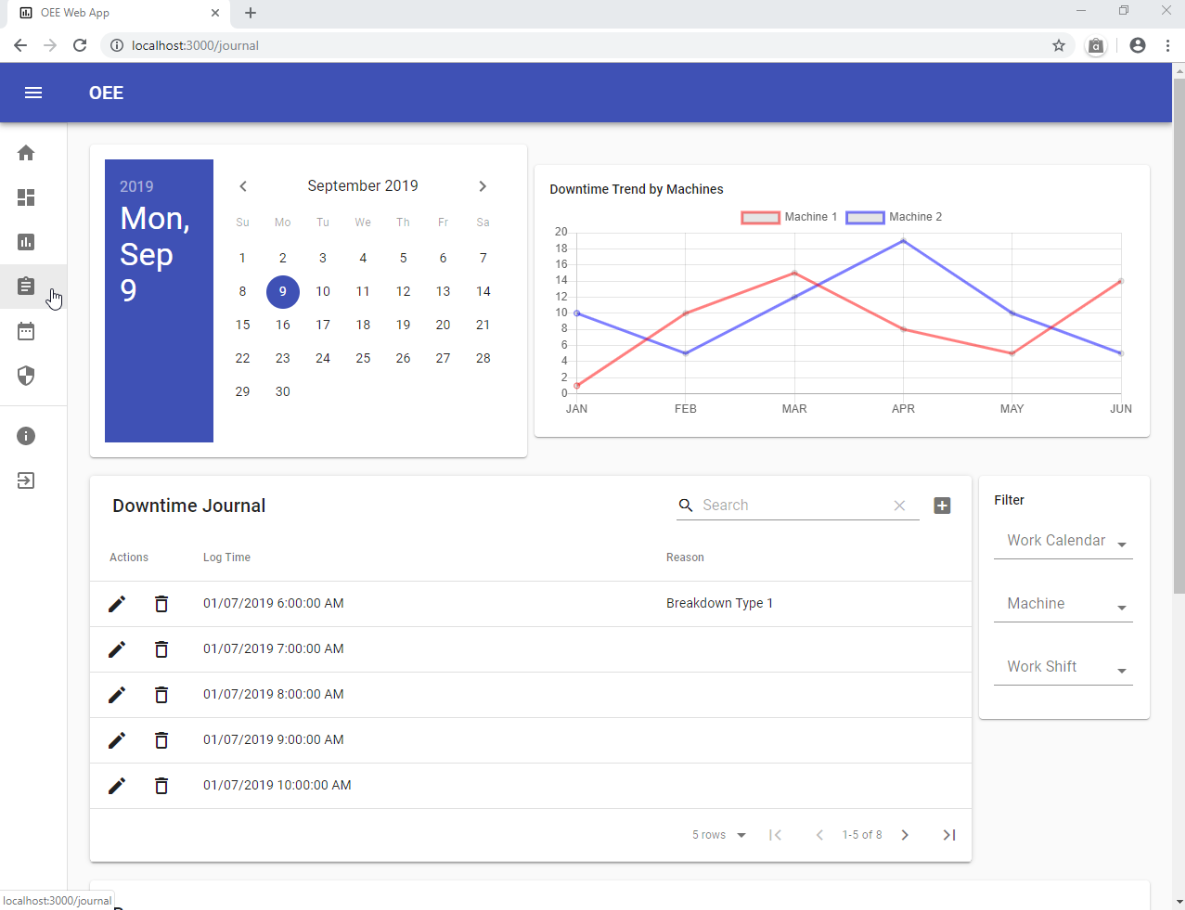 OEE Web App
localhost:3000/journal
OEE
2019
Mon,
Sep
9
September 2019
Su Mo Tu We Th Fr Sa
1 2 3 4 5 6 7
8 9 10 11 12 13 14
15 16 17 18 19 20 21
22 23 24 25 26 27 28
29 30
Downtime Trend by Machines
Machine 1 Machine 2
20
18
16
14
12
10
8
6
4
2
0
JAN FEB MAR APR MAY JUN
Downtime Journal
Search
Actions Log Time Reason
01/07/2019 6:00:00 AM Breakdown Type 1
01/07/2019 7:00:00 AM
01/07/2019 8:00:00 AM
01/07/2019 9:00:00 AM
01/07/2019 10:00:00 AM
5 rows 1-5 of 8
Filter
Work Calendar
Machine
Work Shift
localhost:3000/journal